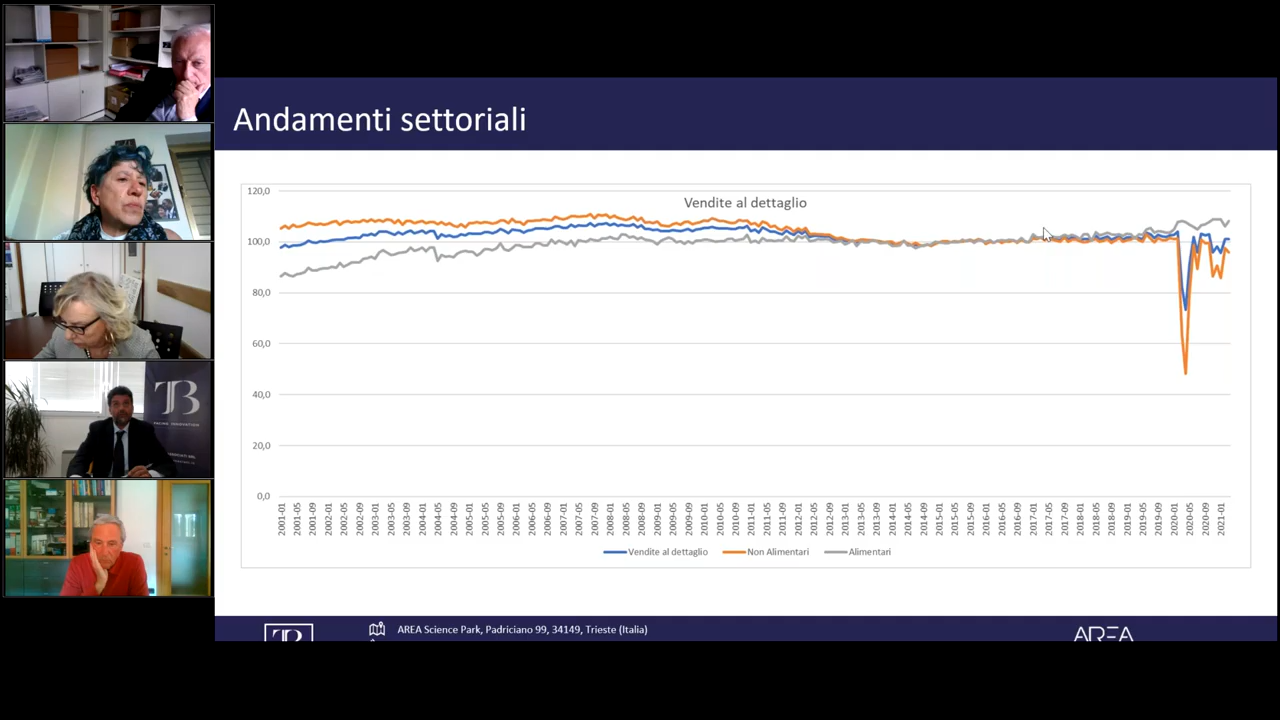 Andamenti settoriali
Vendite al dettaglio
120,0
100,0
80,0
60,0
40,0
20,0
0,0
2001-01 2001-05 2001-09 2002-01 2002-05 2002-09 2003-01 2003-05 2003-09 2004-01 2004-05 2004-09 2005-01 2005-05 2005-09 2006-01 2006-05 2006-09 2007-01 2007-05 2007-09 2008-01 2008-05 2008-09 2009-01 2009-05 2009-09 2010-01 2010-05 2010-09 2011-01 2011-05 2011-09 2012-01 2012-05 2012-09 2013-01 2013-05 2013-09 2014-01 2014-05 2014-09 2015-01 2015-05 2015-09 2016-01 2016-05 2016-09 2017-01 2017-05 2017-09 2018-01 2018-05 2018-09 2019-01 2019-05 2019-09 2020-01 2020-05 2020-09 2021-01
Vendite al dettaglio Non Alimentari Alimentari
AREA Science Park, Padriciano 99, 34149, Trieste (Italia)
AREA
TB